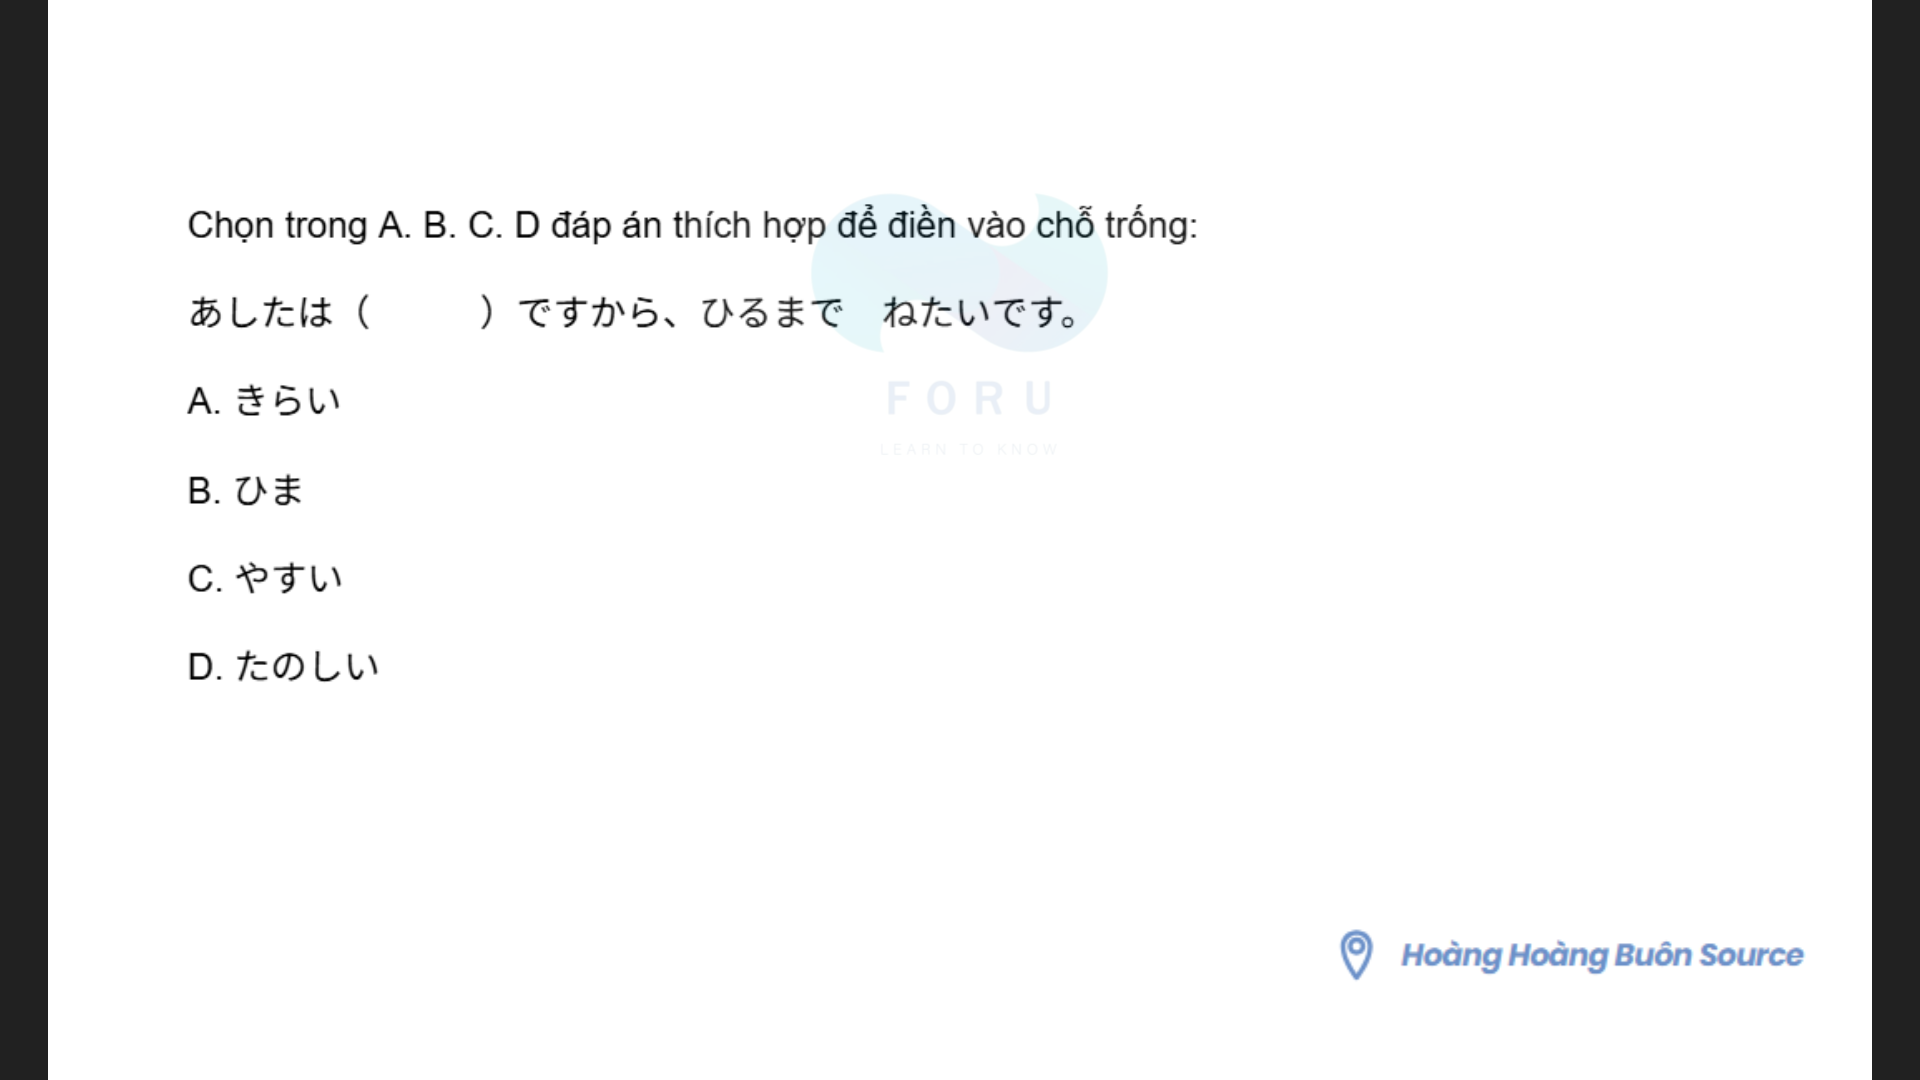 Chọn trong A. B. C. D đáp án thích hợp để điền vào chỗ trống:
あしたは（　　　）ですから、ひるまで　ねたいです。
A. きらい
FORU
LEARN TO KNOW
B. ひま
C. やすい
D. たのしい
Hoàng Hoàng Buôn Source